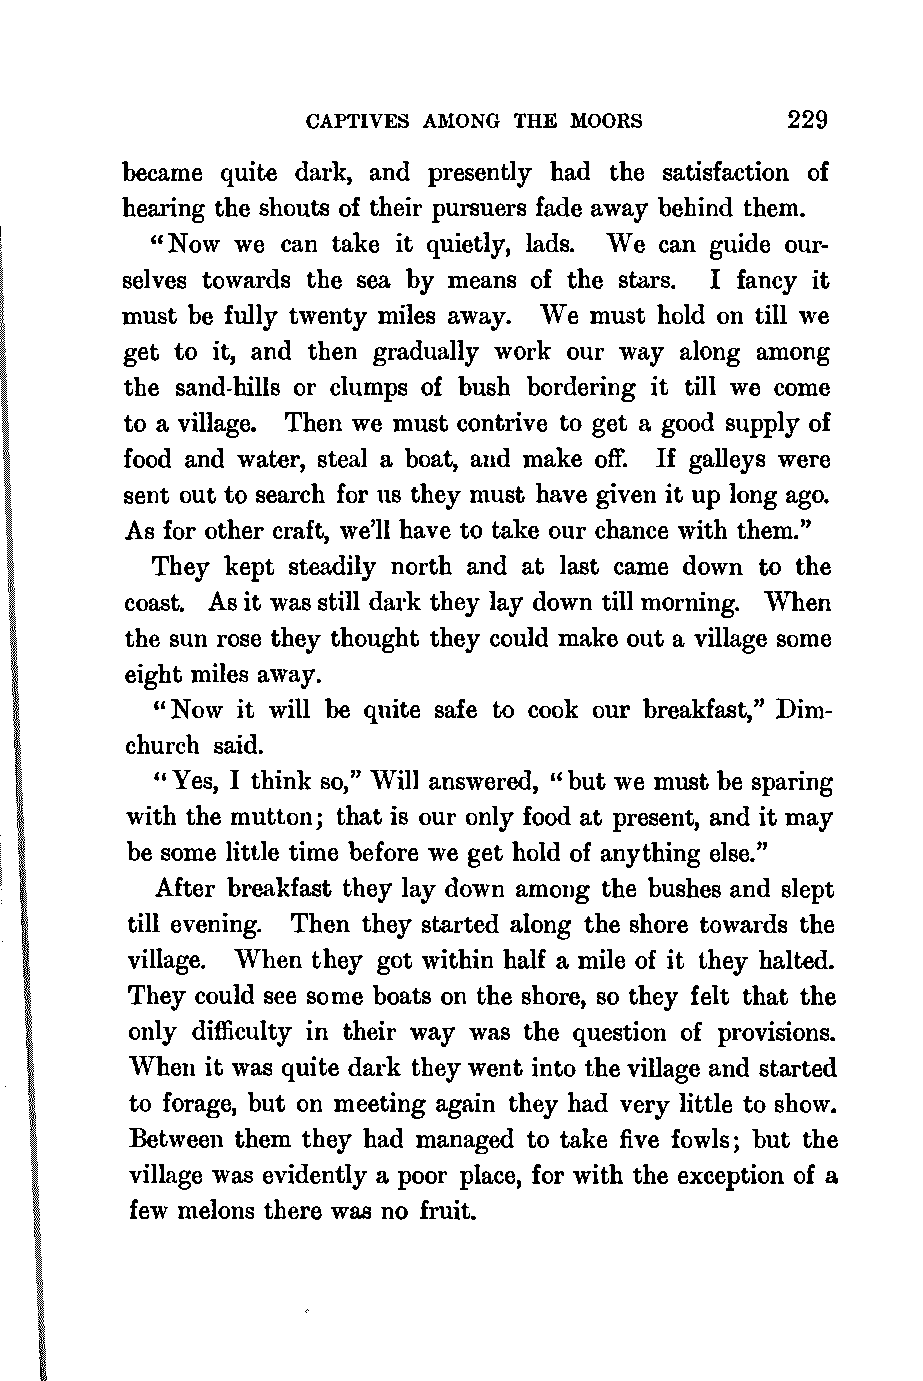 CAPTIVES AMONG THE MOORS 229
became quite dark, and presently had the satisfaction of
hearing the shouts of their pursuers fade away behind them.
"Now we can take it quietly, lads. We can guide our-
selves towards the sea by means of the stars. I fancy it
must be fully twenty miles away. We must hold on till we
get to it, and then gradually work our way along among
the sand-hills or clumps of bush bordering it till we come
to a village. Then we must contrive to get a good supply of
food and water, steal a boat, and make off. If galleys were
sent out to search for us they must have given it up long ago.
As for other craft, we'll have to take our chance with them."
They kept steadily north and at last came down to the
coast. As it was still dark they lay down till morning. When
the sun rose they thought they could make out a village some
eight miles away.
"Now it will be quite safe to cook our breakfast," Dim-
church said.
"Yes, I think so," Will answered, "but we must be sparing
with the mutton; that is our only food at present, and it may
be some little time before we get hold of anything else."
After breakfast they lay down among the bushes and slept
till evening. Then they started along the shore towards the
village. When they got within half a mile of it they halted.
They could see some boats on the shore, so they felt that the
only difficulty in their way was the question of provisions.
When it was quite dark they went into the village and started
to forage, but on meeting again they had very little to show.
Between them they had managed to take five fowls; but the
village was evidently a poor place, for with the exception of a
few melons there was no fruit.